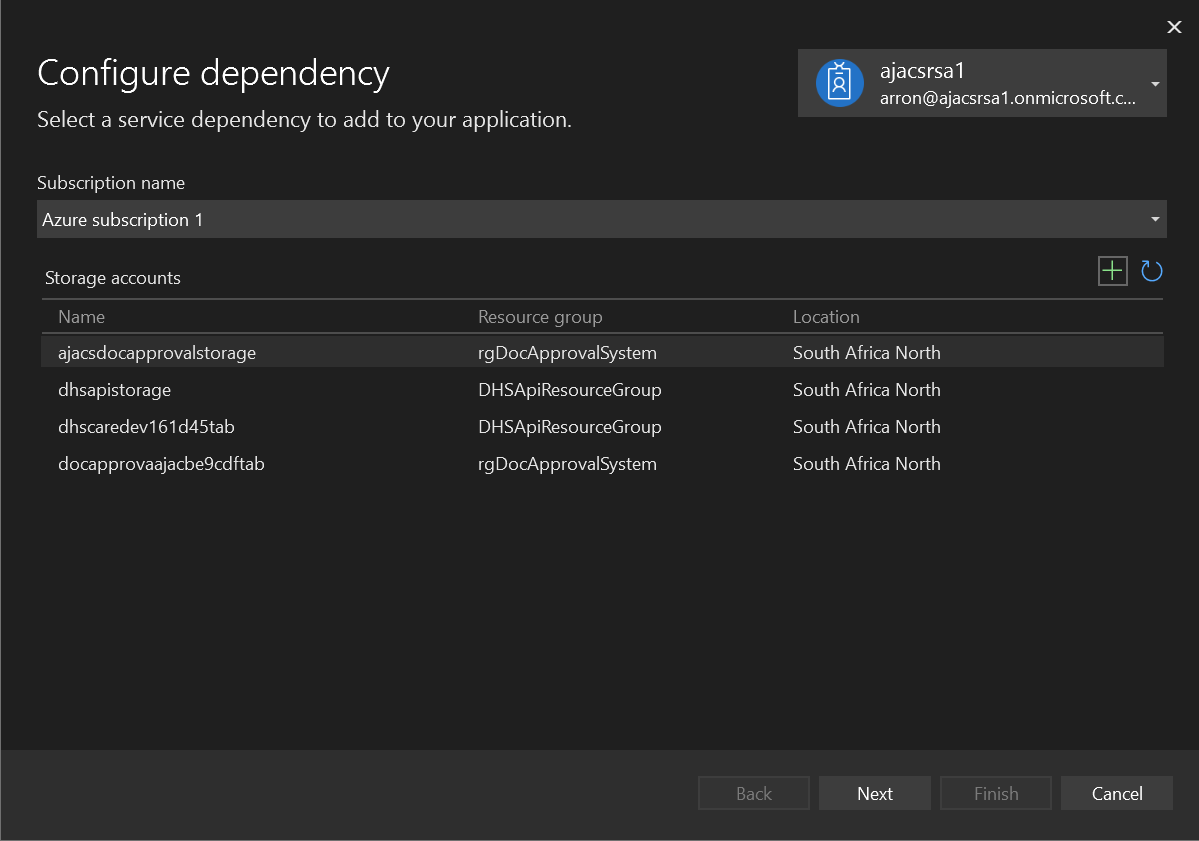 Configure dependency
Select a service dependency to add to your application.
ajacsrsa1
arron@ajacsrsa1.onmicrosoft.c...
Subscription name
Azure subscription 1
Storage accounts
Name Resource group Location
ajacsdocapprovalstorage rgDocApprovalSystem South Africa North
dhsapistorage DHSApiResourceGroup South Africa North
dhscaredev161d45tab DHSApiResourceGroup South Africa North
docapprovaajacbe9cdftab rgDocApprovalSystem South Africa North
Back Next Finish Cancel